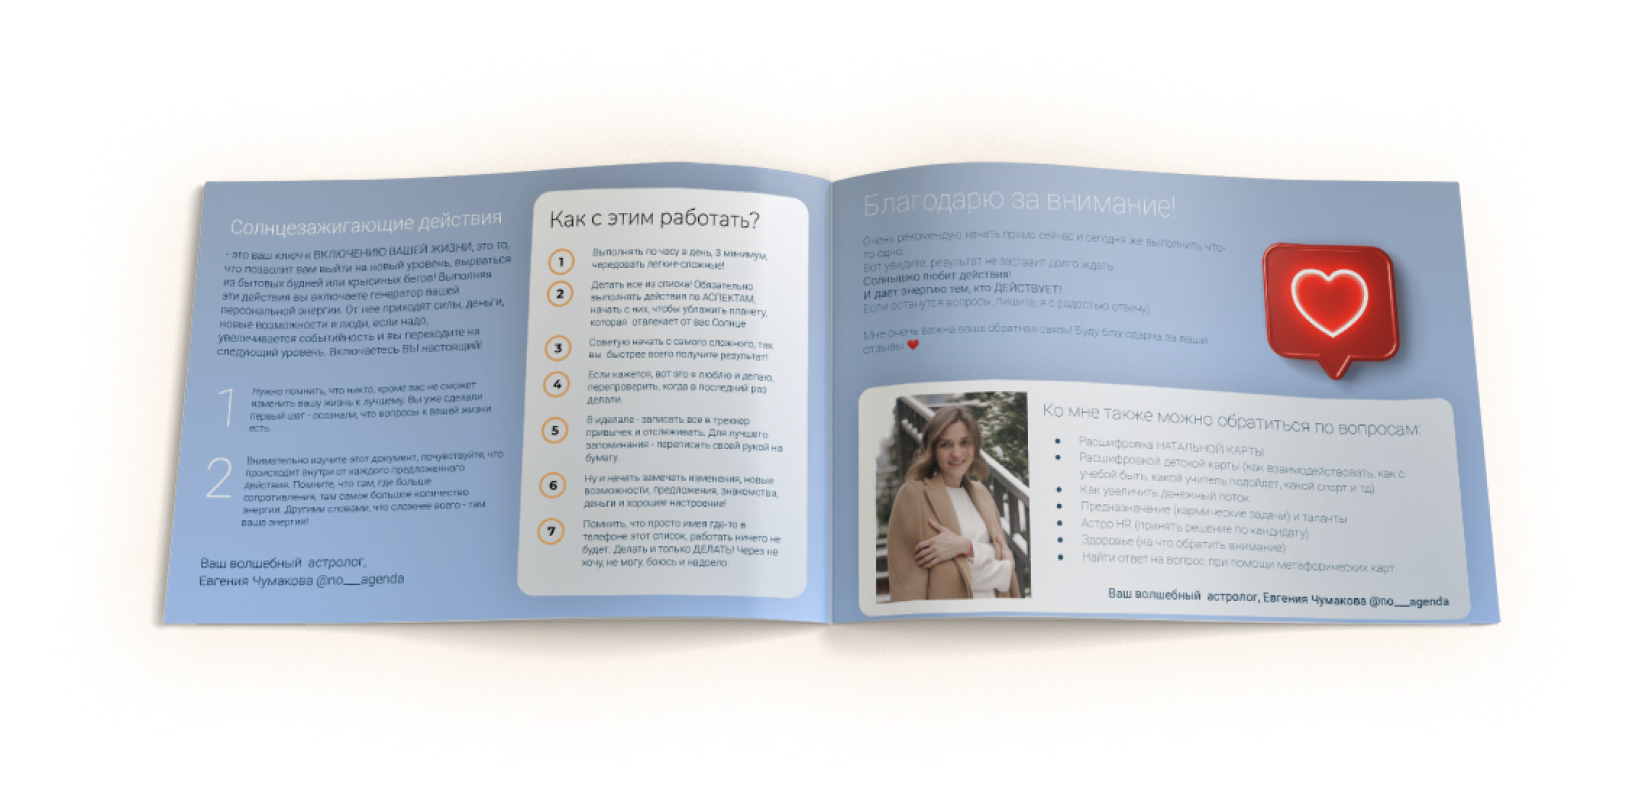 Солнцезажигающие действия
- это ваш ключ к ВКЛЮЧЕНИЮ ВАШЕЙ ЖИЗНИ, это то,
что позволит вам выйти на новый уровень, вырваться
из бытовых будней или крысиных бегов! Выполняя
эти действия вы включаете генератор вашей
персональной энергии. От нее приходят силы, деньги,
новые возможности и люди, если надо,
увеличивается событийность и вы переходите на
следующий уровень. Включаетесь ВЫ настоящий!
1
Нужно помнить, что никто, кроме вас не сможет
изменить вашу жизнь к лучшему. Вы уже сделали
первый шаг - осознали, что вопросы к вашей жизни
есть.
2
Внимательно изучите этот документ, почувствуйте, что
происходит внутри от каждого предложенного
действия. Помните, что там, где больше
сопротивления, там самое большое количество
энергии. Другими словами, что сложнее всего - там
ваша энергия!
Ваш волшебный астролог,
Евгения Чумакова @no___agenda
Как с этим работать?
1
Выполнять по часу в день, 3 минимум,
чередовать легкие-сложные!
2
Делать все из списка! Обязательно
выполнять действия по АСПЕКТАМ,
начать с них, чтобы ублажить планету,
которая отвлекает от вас Солнце
3
Советую начать с самого сложного, так
вы быстрее всего получите результат!
4
Если кажется, вот это я люблю и делаю,
перепроверить, когда в последний раз
делали.
5
В идеале - записать все в треккер
привычек и отслеживать. Для лучшего
запоминания - переписать своей рукой на
бумагу.
6
Ну и начать замечать изменения, новые
возможности, предложения, знакомства,
деньги и хорошее настроение!
7
Помнить, что просто имея где-то в
телефоне этот список, работать ничего не
будет. Делать и только ДЕЛАТЬ! Через не
хочу, не могу, боюсь и надоело.
Благодарю за внимание!
Очень рекомендую начать прямо сейчас и сегодня же выполнить что-
то одно.
Вот увидите, результат не заставит долго ждать.
Солнышко любит действия!
И дает энергию тем, кто ДЕЙСТВУЕТ!
Если останутся вопросы, пишите, я с радостью отвечу)
Мне очень важна ваша обратная связь! Буду благодарна за ваши
отзывы ❤️
Ко мне также можно обратиться по вопросам:
• Расшифровка НАТАЛЬНОЙ КАРТЫ
• Расшифровкой детской карты (как взаимодействовать, как с
учебой быть, какой учитель подойдет, какой спорт и тд)
• Как увеличить денежный поток
• Предназначение (кармические задачи) и таланты
• Астро HR (принять решение по кандидату)
• Здоровье (на что обратить внимание)
• Найти ответ на вопрос при помощи метафорических карт
Ваш волшебный астролог, Евгения Чумакова @no___agenda